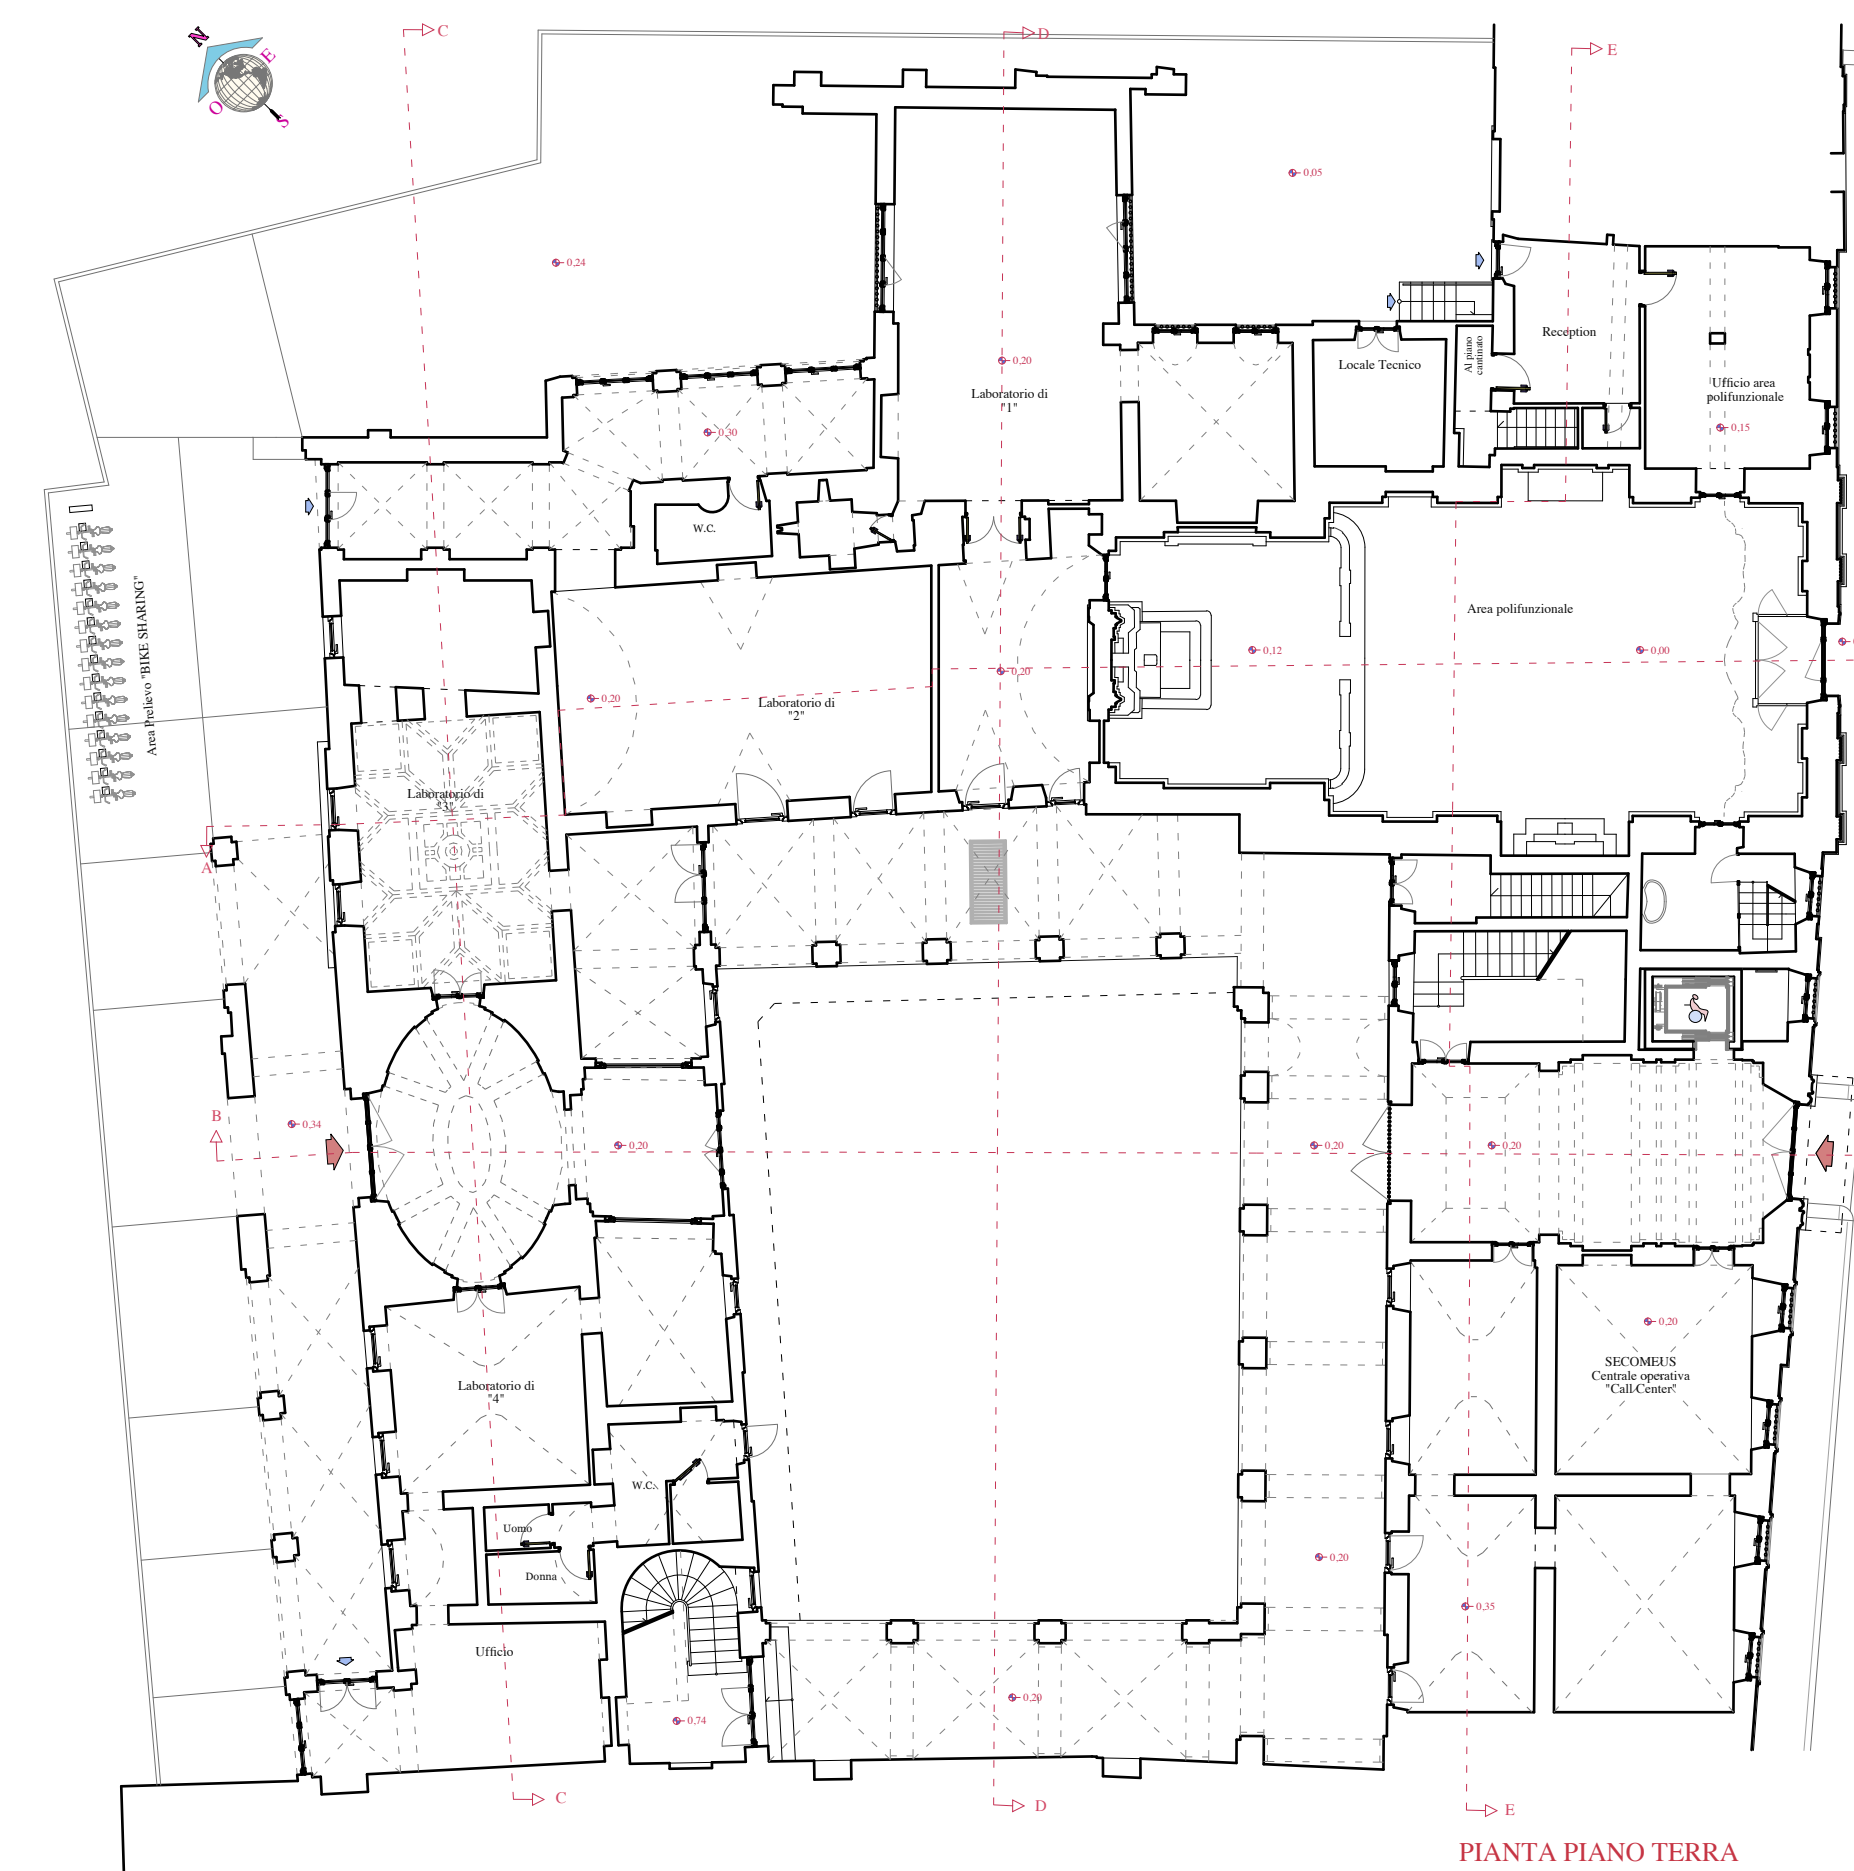 C
D
E
N
E
O
S
0,05
0,24
Reception
0,20
Locale Tecnico
Al piano
cantinato
Laboratorio di
"1"
Ufficio area
polifunzionale
0,15
0,30
W.C.
Area Prelievo "BIKE SHARING"
Area polifunzionale
0,12
0,00
0,20
0,20
Laboratorio di
"2"
Laboratorio di
"3"
A
B
0,34
0,20
0,20
0,20
0,20
SECOMEUS
Centrale operativa
"Call Center"
Laboratorio di
"4"
W.C.
Uomo
Donna
0,20
0,35
Ufficio
0,20
0,74
C
D
E
PIANTA PIANO TERRA